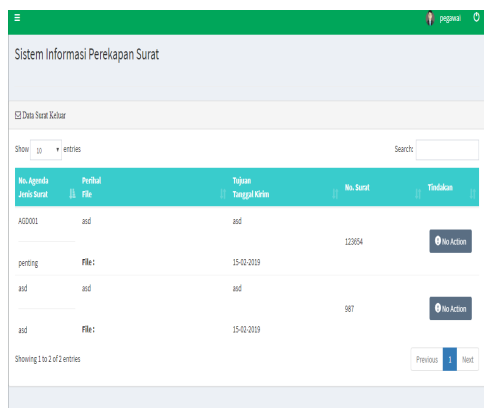 pegawai
Sistem Informasi Perekapan Surat
Data Surat Keluar
Show 10 entries Search:
No. Agenda Perihal Tujuan No. Surat Tindakan
Jenis Surat File Tanggal Kirim
AGD001 asd asd
123654 No Action
penting File : 15-02-2019
asd asd asd
987 No Action
asd File : 15-02-2019
Showing 1 to 2 of 2 entries Previous 1 Next